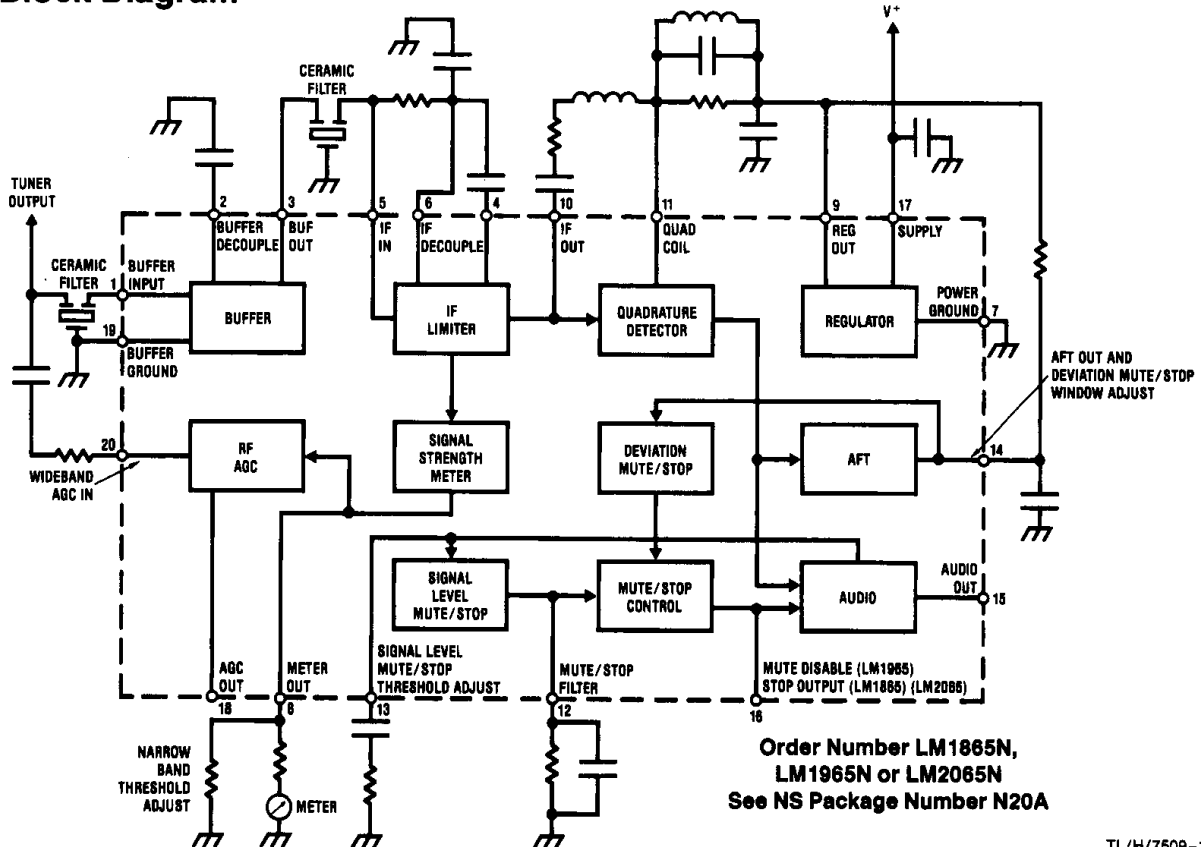 Block Diagram
V+
CERAMIC
FILTER
TUNER
OUTPUT
2
3
5
6
4
10
11
9
17
BUFFER
DECOUPLE
BUF
OUT
IF
IN
IF
DECOUPLE
IF
OUT
QUAD
COIL
REG
OUT
SUPPLY
CERAMIC
FILTER
BUFFER
INPUT
1
19
BUFFER
GROUND
BUFFER
IF
LIMITER
QUADRATURE
DETECTOR
REGULATOR
POWER
GROUND
7
AFT OUT AND
DEVIATION MUTE/STOP
WINDOW ADJUST
20
WIDEBAND
AGC IN
RF
AGC
SIGNAL
STRENGTH
METER
DEVIATION
MUTE/STOP
AFT
14
SIGNAL
LEVEL
MUTE/STOP
MUTE/STOP
CONTROL
AUDIO
AUDIO
OUT
15
AGC
OUT
METER
OUT
SIGNAL LEVEL
MUTE/STOP
THRESHOLD ADJUST
MUTE/STOP
FILTER
MUTE DISABLE (LM1965)
STOP OUTPUT (LM1865) (LM2065)
18
8
13
12
16
NARROW
BAND
THRESHOLD
ADJUST
METER
Order Number LM1865N,
LM1965N or LM2065N
See NS Package Number N20A